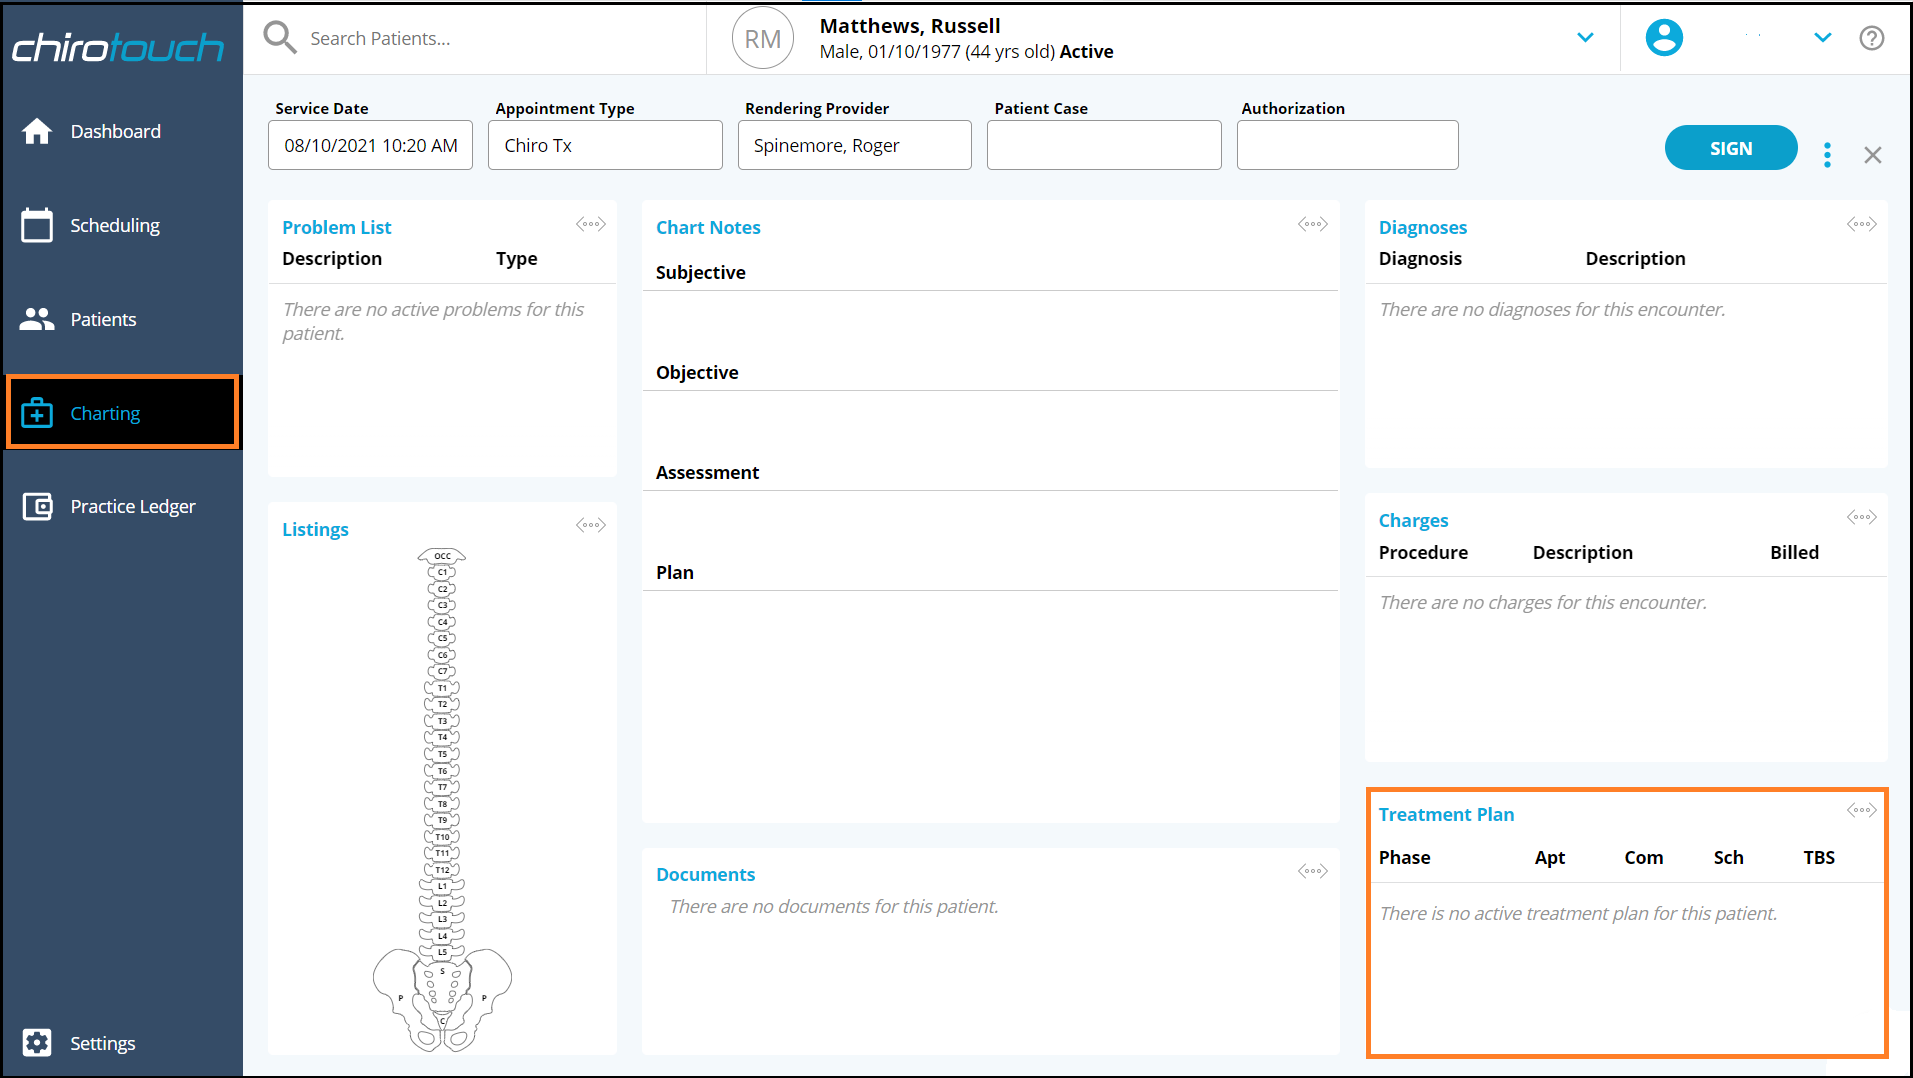 chirotouch
Search Patients...
RM
Matthews, Russell
Male, 01/10/1977 (44 yrs old) Active
Dashboard
Scheduling
Patients
Charting
Practice Ledger
Settings
Service Date
08/10/2021 10:20 AM
Appointment Type
Chiro Tx
Rendering Provider
Spinemore, Roger
Patient Case
Authorization
SIGN
Problem List
Description Type
There are no active problems for this
patient.
Listings
OCC
C1
C2
C3
C4
C5
C6
C7
T1
T2
T3
T4
T5
T6
T7
T8
T9
T10
T11
T12
L1
L2
L3
L4
L5
S
P P
C
Chart Notes
Subjective
Objective
Assessment
Plan
Documents
There are no documents for this patient.
Diagnoses
Diagnosis Description
There are no diagnoses for this encounter.
Charges
Procedure Description Billed
There are no charges for this encounter.
Treatment Plan
Phase Apt Com Sch TBS
There is no active treatment plan for this patient.